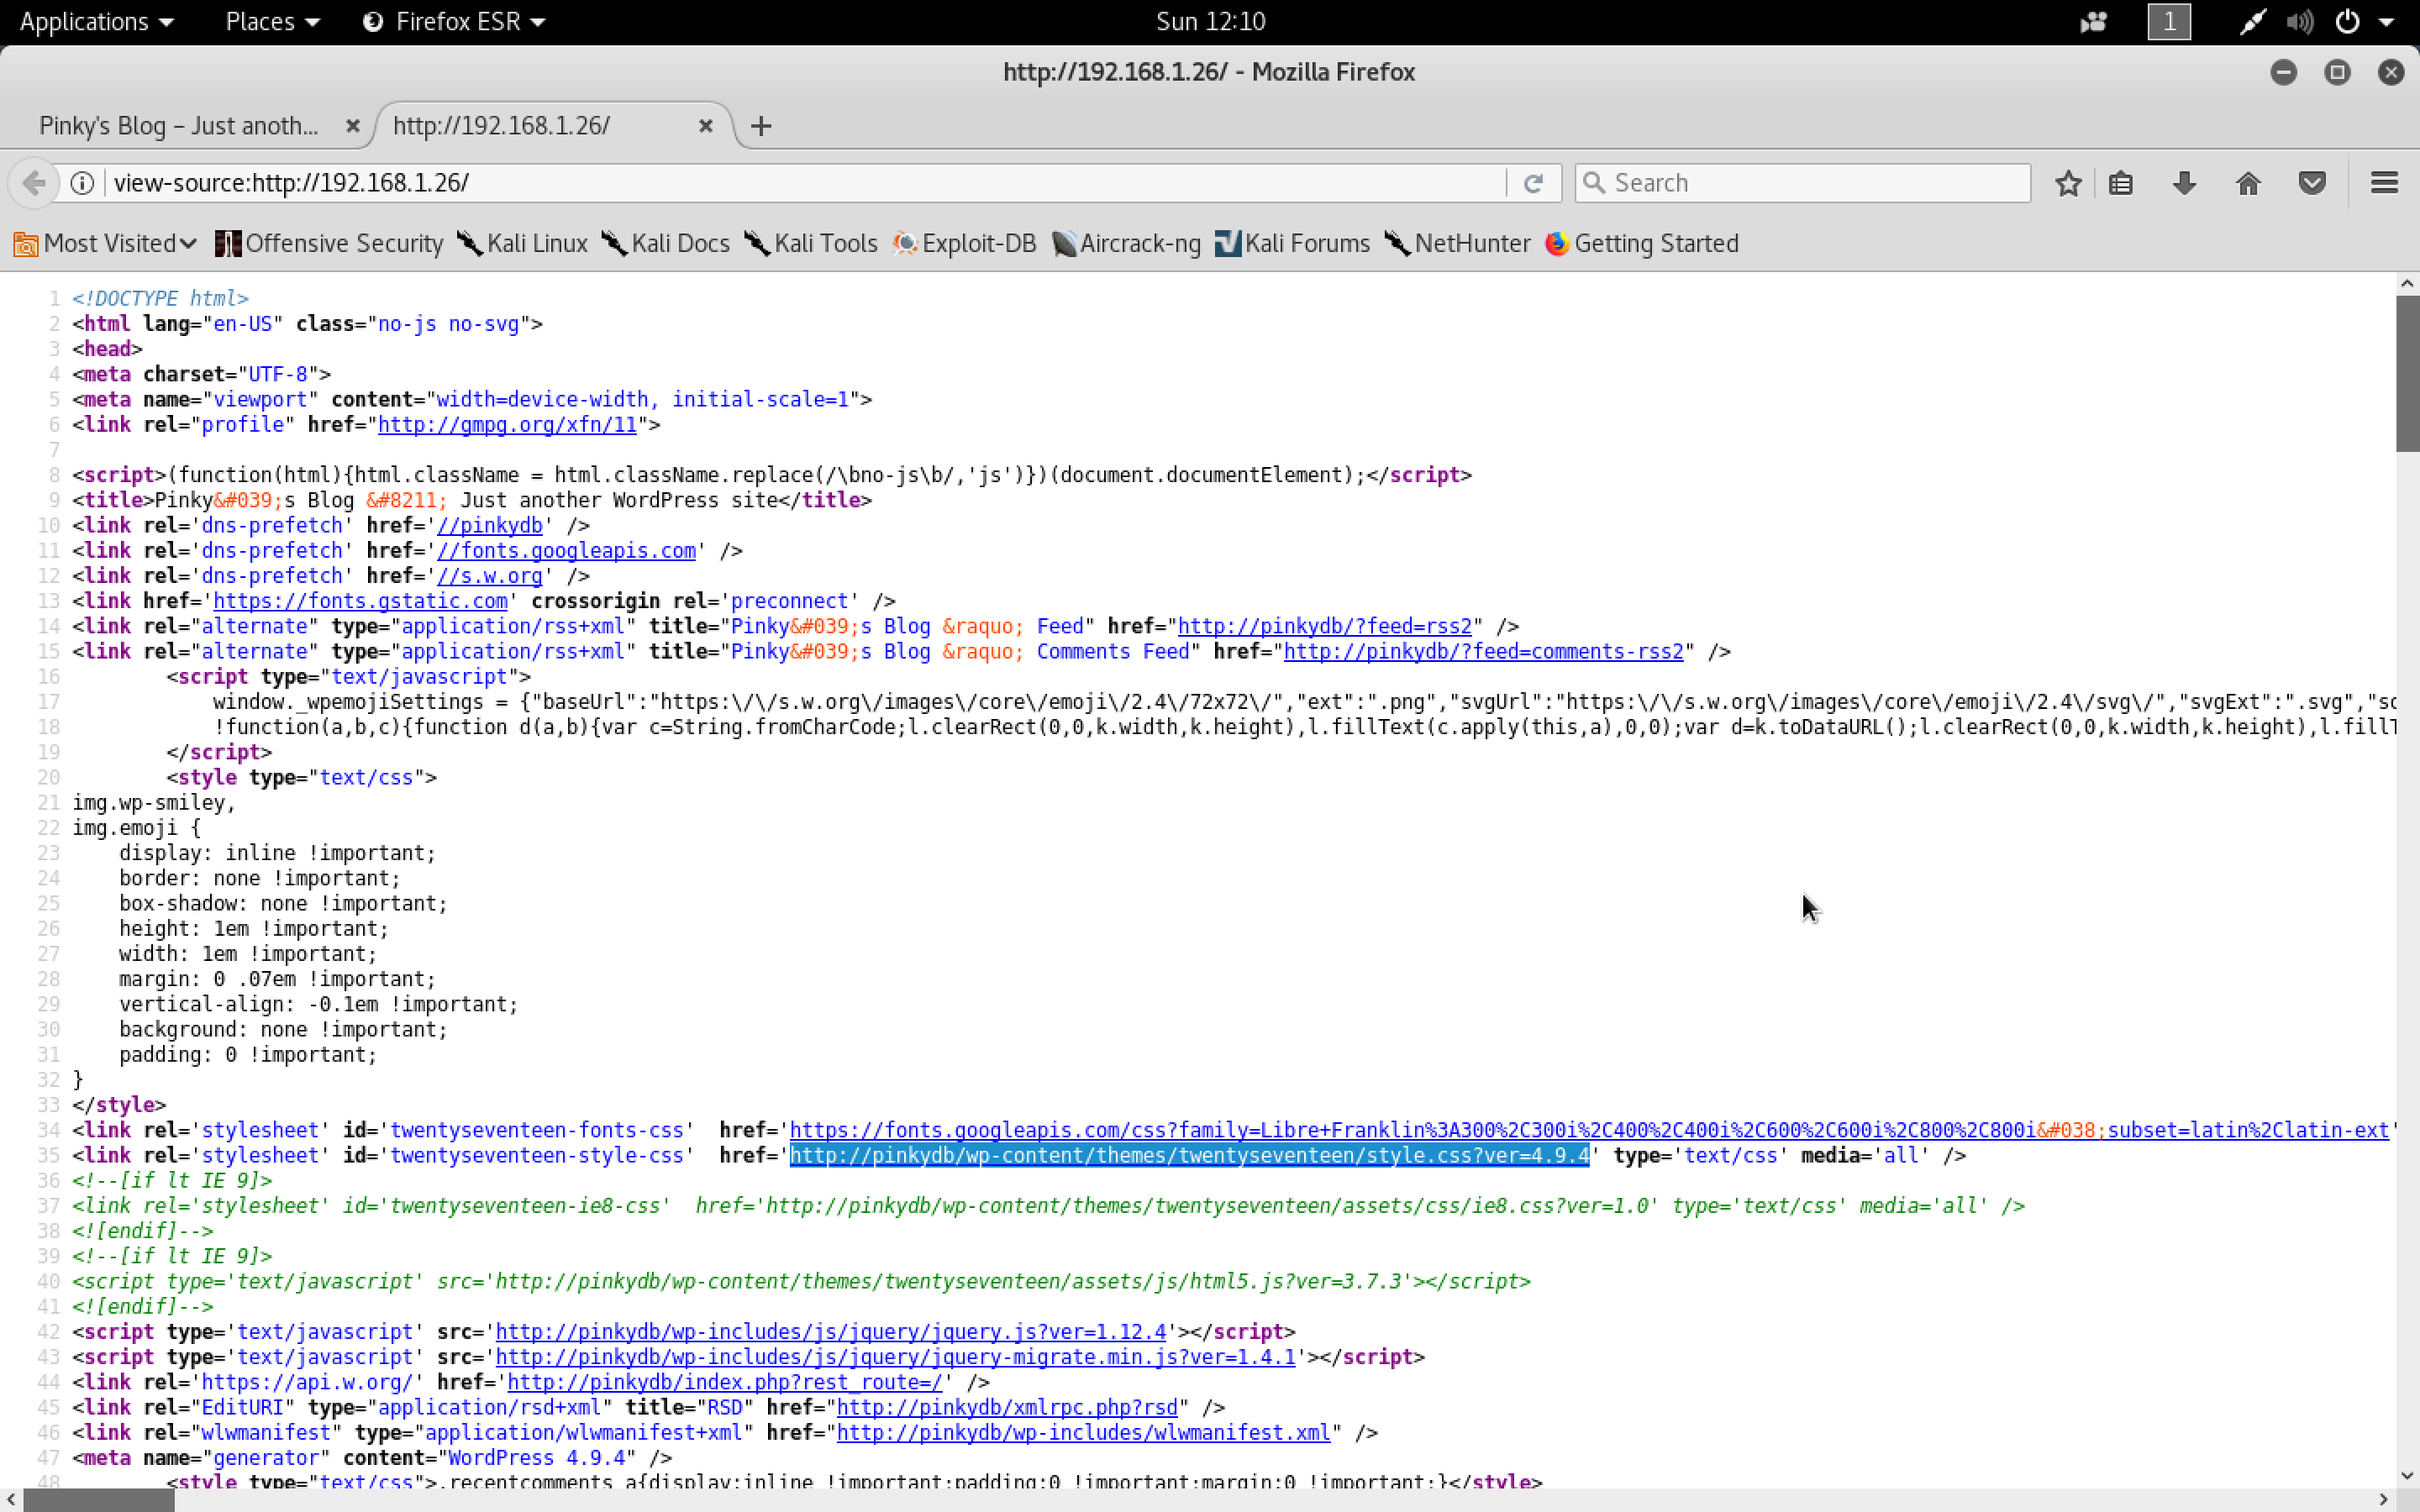 Applications Places Firefox ESR Sun 12:10 1
http://192.168.1.26/ - Mozilla Firefox
Pinky's Blog – Just anoth... http://192.168.1.26/
view-source:http://192.168.1.26/ Search
Most Visited Offensive Security Kali Linux Kali Docs Kali Tools Exploit-DB Aircrack-ng Kali Forums NetHunter Getting Started
1 <!DOCTYPE html>
2 <html lang="en-US" class="no-js no-svg">
3 <head>
4 <meta charset="UTF-8">
5 <meta name="viewport" content="width=device-width, initial-scale=1">
6 <link rel="profile" href="http://gmpg.org/xfn/11">
7
8 <script>(function(html){html.className = html.className.replace(/\bno-js\b/,'js')})(document.documentElement);</script>
9 <title>Pinky&#039;s Blog &#8211; Just another WordPress site</title>
10 <link rel='dns-prefetch' href='//pinkydb' />
11 <link rel='dns-prefetch' href='//fonts.googleapis.com' />
12 <link rel='dns-prefetch' href='//s.w.org' />
13 <link href='https://fonts.gstatic.com' crossorigin rel='preconnect' />
14 <link rel="alternate" type="application/rss+xml" title="Pinky&#039;s Blog &raquo; Feed" href="http://pinkydb/?feed=rss2" />
15 <link rel="alternate" type="application/rss+xml" title="Pinky&#039;s Blog &raquo; Comments Feed" href="http://pinkydb/?feed=comments-rss2" />
16 <script type="text/javascript">
17 window._wpemojiSettings = {"baseUrl":"https:\/\/s.w.org\/images\/core\/emoji\/2.4\/72x72\/","ext":".png","svgUrl":"https:\/\/s.w.org\/images\/core\/emoji\/2.4\/svg\/","svgExt":".svg","so
18 !function(a,b,c){function d(a,b){var c=String.fromCharCode;l.clearRect(0,0,k.width,k.height),l.fillText(c.apply(this,a),0,0);var d=k.toDataURL();l.clearRect(0,0,k.width,k.height),l.fillT
19 </script>
20 <style type="text/css">
21 img.wp-smiley,
22 img.emoji {
23 display: inline !important;
24 border: none !important;
25 box-shadow: none !important;
26 height: 1em !important;
27 width: 1em !important;
28 margin: 0 .07em !important;
29 vertical-align: -0.1em !important;
30 background: none !important;
31 padding: 0 !important;
32 }
33 </style>
34 <link rel='stylesheet' id='twentyseventeen-fonts-css'  href='https://fonts.googleapis.com/css?family=Libre+Franklin%3A300%2C300i%2C400%2C400i%2C600%2C600i%2C800%2C800i&#038;subset=latin%2Clatin-ext'
35 <link rel='stylesheet' id='twentyseventeen-style-css'  href='http://pinkydb/wp-content/themes/twentyseventeen/style.css?ver=4.9.4' type='text/css' media='all' />
36 <!--[if lt IE 9]>
37 <link rel='stylesheet' id='twentyseventeen-ie8-css'  href='http://pinkydb/wp-content/themes/twentyseventeen/assets/css/ie8.css?ver=1.0' type='text/css' media='all' />
38 <![endif]-->
39 <!--[if lt IE 9]>
40 <script type='text/javascript' src='http://pinkydb/wp-content/themes/twentyseventeen/assets/js/html5.js?ver=3.7.3'></script>
41 <![endif]-->
42 <script type='text/javascript' src='http://pinkydb/wp-includes/js/jquery/jquery.js?ver=1.12.4'></script>
43 <script type='text/javascript' src='http://pinkydb/wp-includes/js/jquery/jquery-migrate.min.js?ver=1.4.1'></script>
44 <link rel='https://api.w.org/' href='http://pinkydb/index.php?rest_route=/' />
45 <link rel="EditURI" type="application/rsd+xml" title="RSD" href="http://pinkydb/xmlrpc.php?rsd" />
46 <link rel="wlwmanifest" type="application/wlwmanifest+xml" href="http://pinkydb/wp-includes/wlwmanifest.xml" />
47 <meta name="generator" content="WordPress 4.9.4" />
48 <style type="text/css">.recentcomments a{display:inline !important;padding:0 !important;margin:0 !important;}</style>